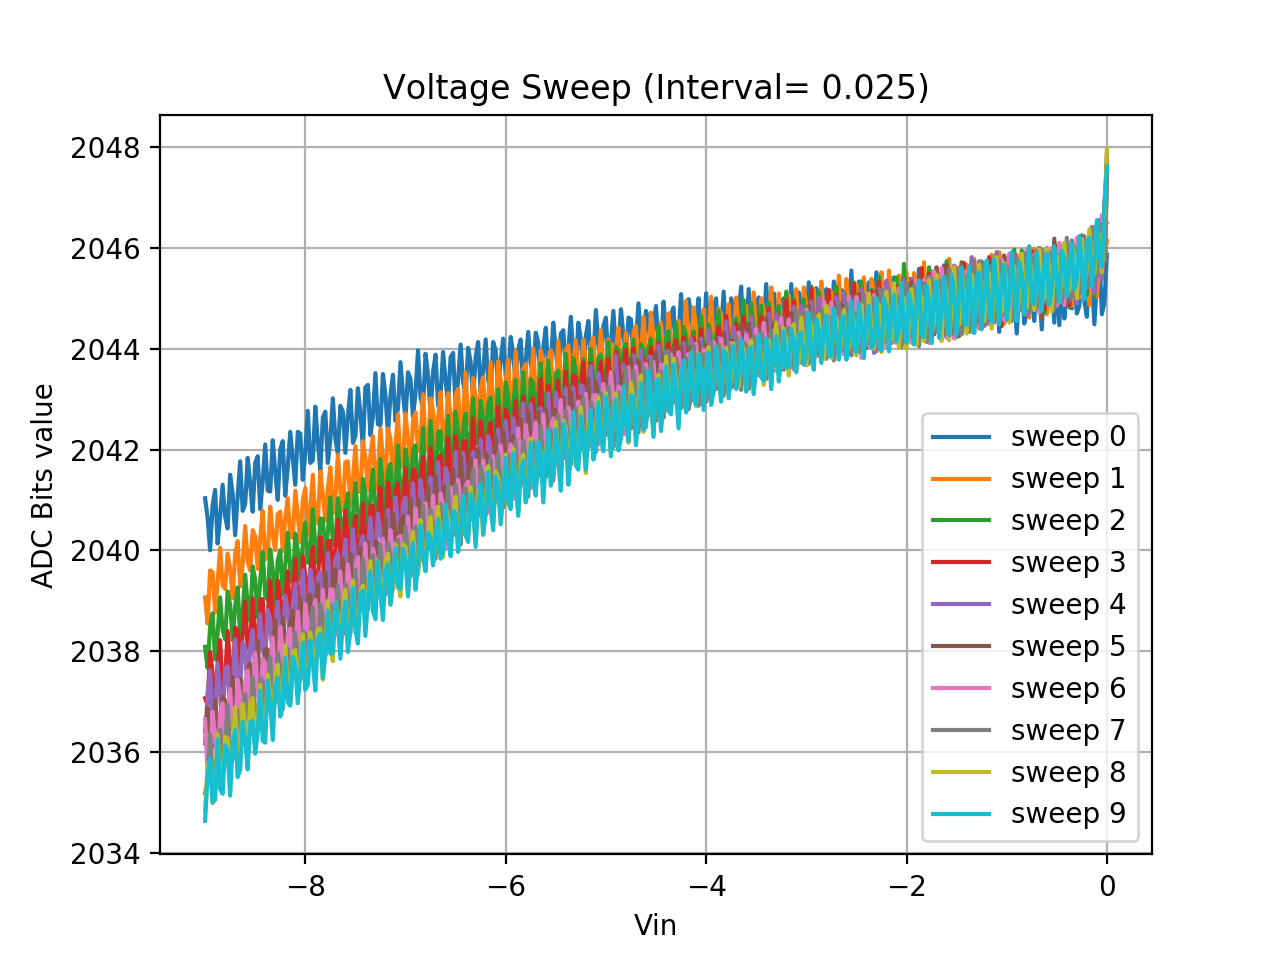 Voltage Sweep (Interval= 0.025)
2048
2046
2044
2042
2040
2038
2036
2034
ADC Bits value
−8
−6
−4
−2
0
Vin
sweep 0
sweep 1
sweep 2
sweep 3
sweep 4
sweep 5
sweep 6
sweep 7
sweep 8
sweep 9